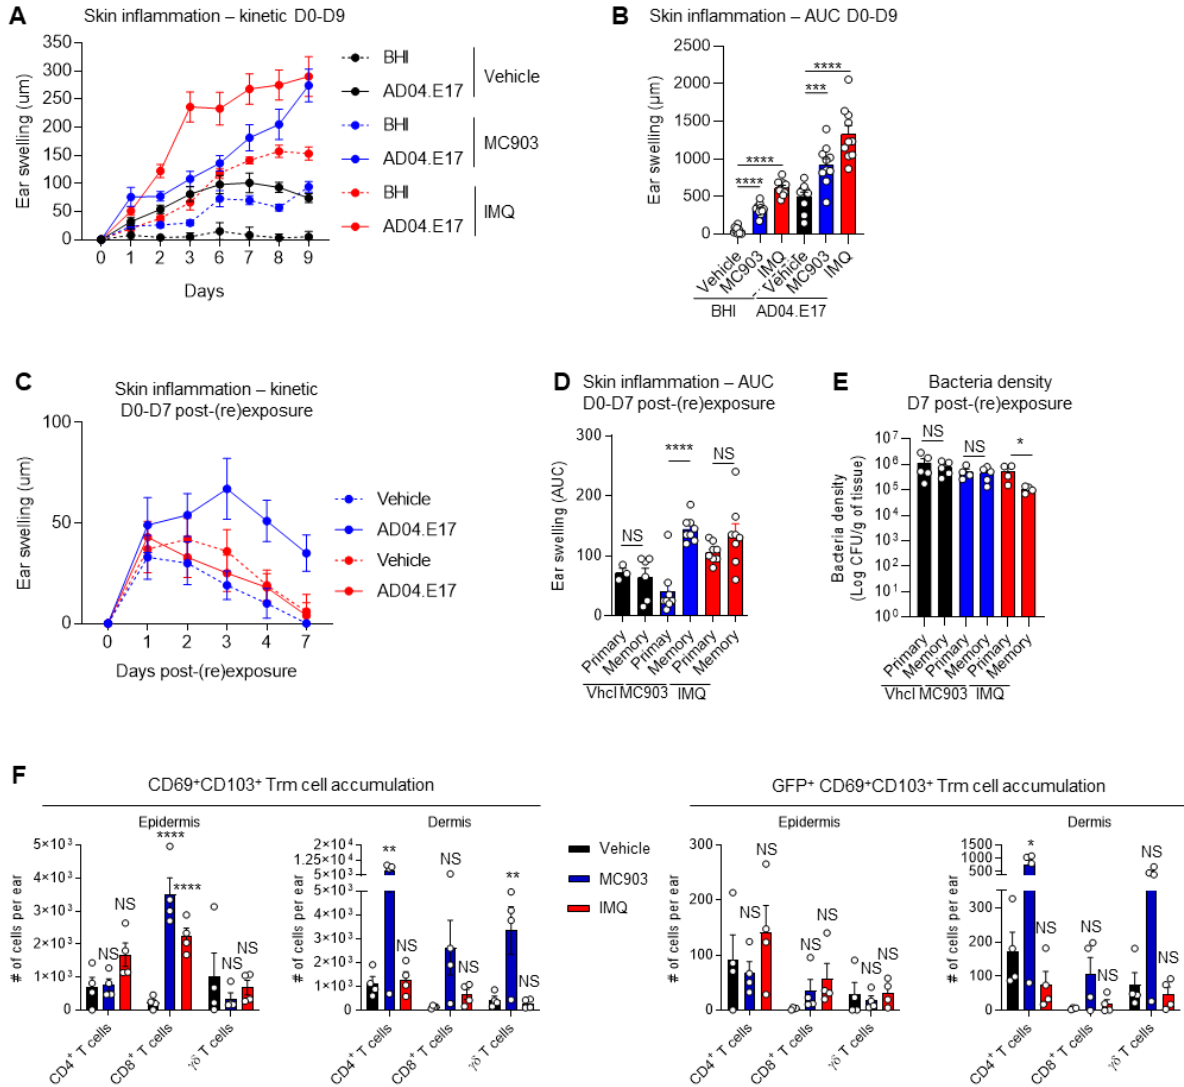 A
Skin inflammation – kinetic D0-D9
Ear swelling (um)
350
300
250
200
150
100
50
0
0 1 2 3 6 7 8 9
Days
BHI
AD04.E17
Vehicle
BHI
AD04.E17
MC903
BHI
AD04.E17
IMQ
B
Skin inflammation – AUC D0-D9
Ear swelling (µm)
2500
2000
1500
1000
500
0
**** ****
**** ***
Vehicle MC903 IMQ Vehicle MC903 IMQ
BHI AD04.E17
C
Skin inflammation – kinetic
D0-D7 post-(re)exposure
Ear swelling (um)
100
50
0
0 1 2 3 4 7
Days post-(re)exposure
Vehicle
AD04.E17
Vehicle
AD04.E17
D
Skin inflammation – AUC
D0-D7 post-(re)exposure
Ear swelling (AUC)
300
200
100
0
NS **** NS
Primary Memory Primay Memory Primary Memory
Vhcl MC903 IMQ
E
Bacteria density
D7 post-(re)exposure
Bacteria density
(Log CFU/g of tissue)
10⁷
10⁶
10⁵
10⁴
10³
10²
10¹
10⁰
NS NS *
Primary Memory Primary Memory Primary Memory
Vhcl MC903 IMQ
F
CD69⁺CD103⁺ Trm cell accumulation
Epidermis
# of cells per ear
5×10³
4×10³
3×10³
2×10³
1×10³
0
NS NS **** **** NS NS
CD4⁺ T cells CD8⁺ T cells γδ T cells
Dermis
# of cells per ear
2×10⁴
1.25×10⁴
5×10³
5×10³
4×10³
3×10³
2×10³
1×10³
0
** NS NS NS ** NS
CD4⁺ T cells CD8⁺ T cells γδ T cells
Vehicle
MC903
IMQ
GFP⁺ CD69⁺CD103⁺ Trm cell accumulation
Epidermis
# of cells per ear
300
200
100
0
NS NS NS NS NS NS
CD4⁺ T cells CD8⁺ T cells γδ T cells
Dermis
# of cells per ear
1500
1000
500
400
300
200
100
0
* NS NS NS NS NS
CD4⁺ T cells CD8⁺ T cells γδ T cells